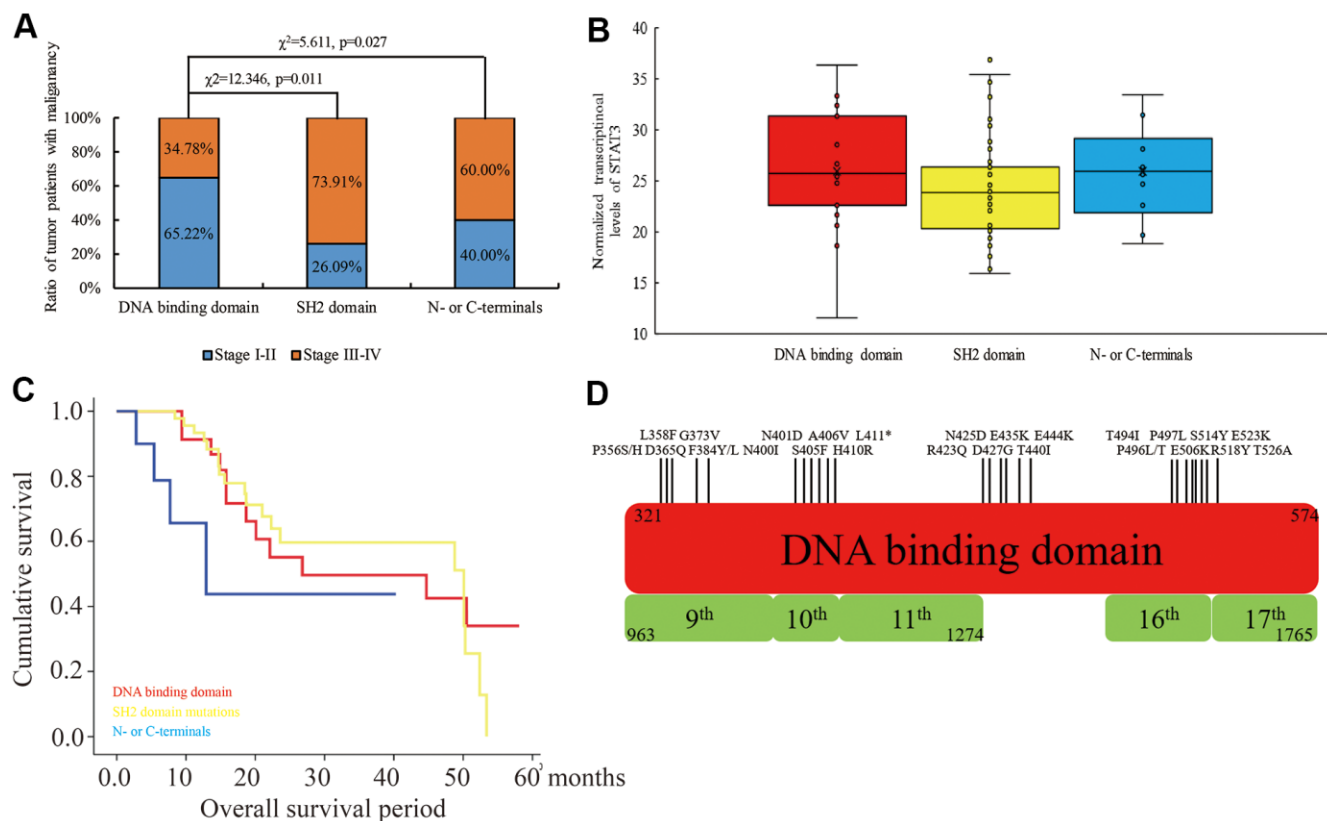 A
χ²=5.611, p=0.027
χ2=12.346, p=0.011
Ratio of tumor patients with maliganancy
100%
80%
60%
40%
20%
0%
34.78%
73.91%
60.00%
65.22%
26.09%
40.00%
DNA binding domain
SH2 domain
N- or C-terminals
Stage I-II
Stage III-IV
B
Normalized transcriptinoal
levels of STAT3
40
35
30
25
20
15
10
DNA binding domain
SH2 domain
N- or C-terminals
C
Cumulative survival
1.0
0.8
0.6
0.4
0.2
0.0
DNA binding domain
SH2 domain mutations
N- or C-terminals
0.0 10 20 30 40 50 60 months
Overall survival period
D
L358F G373V N401D A406V L411* N425D E435K E444K T494I P497L S514Y E523K
P356S/H D365Q F384Y/L N400I S405F H410R R423Q D427G T440I P496L/T E506K R518Y T526A
321
574
DNA binding domain
9th
10th
11th
16th
17th
963
1274
1765